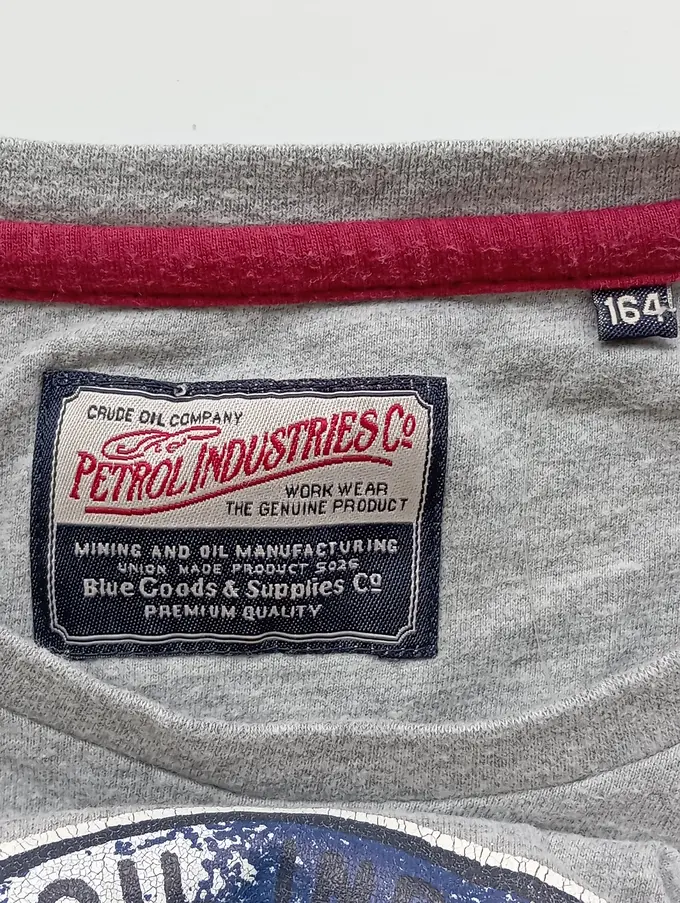 164
CRUDE OIL COMPANY
PETROL INDUSTRIES Co
WORK WEAR
THE GENUINE PRODUCT
MINING AND OIL MANUFACTURING
UNION MADE PRODUCT 5026
Blue Goods & Supplies Co
PREMIUM QUALITY